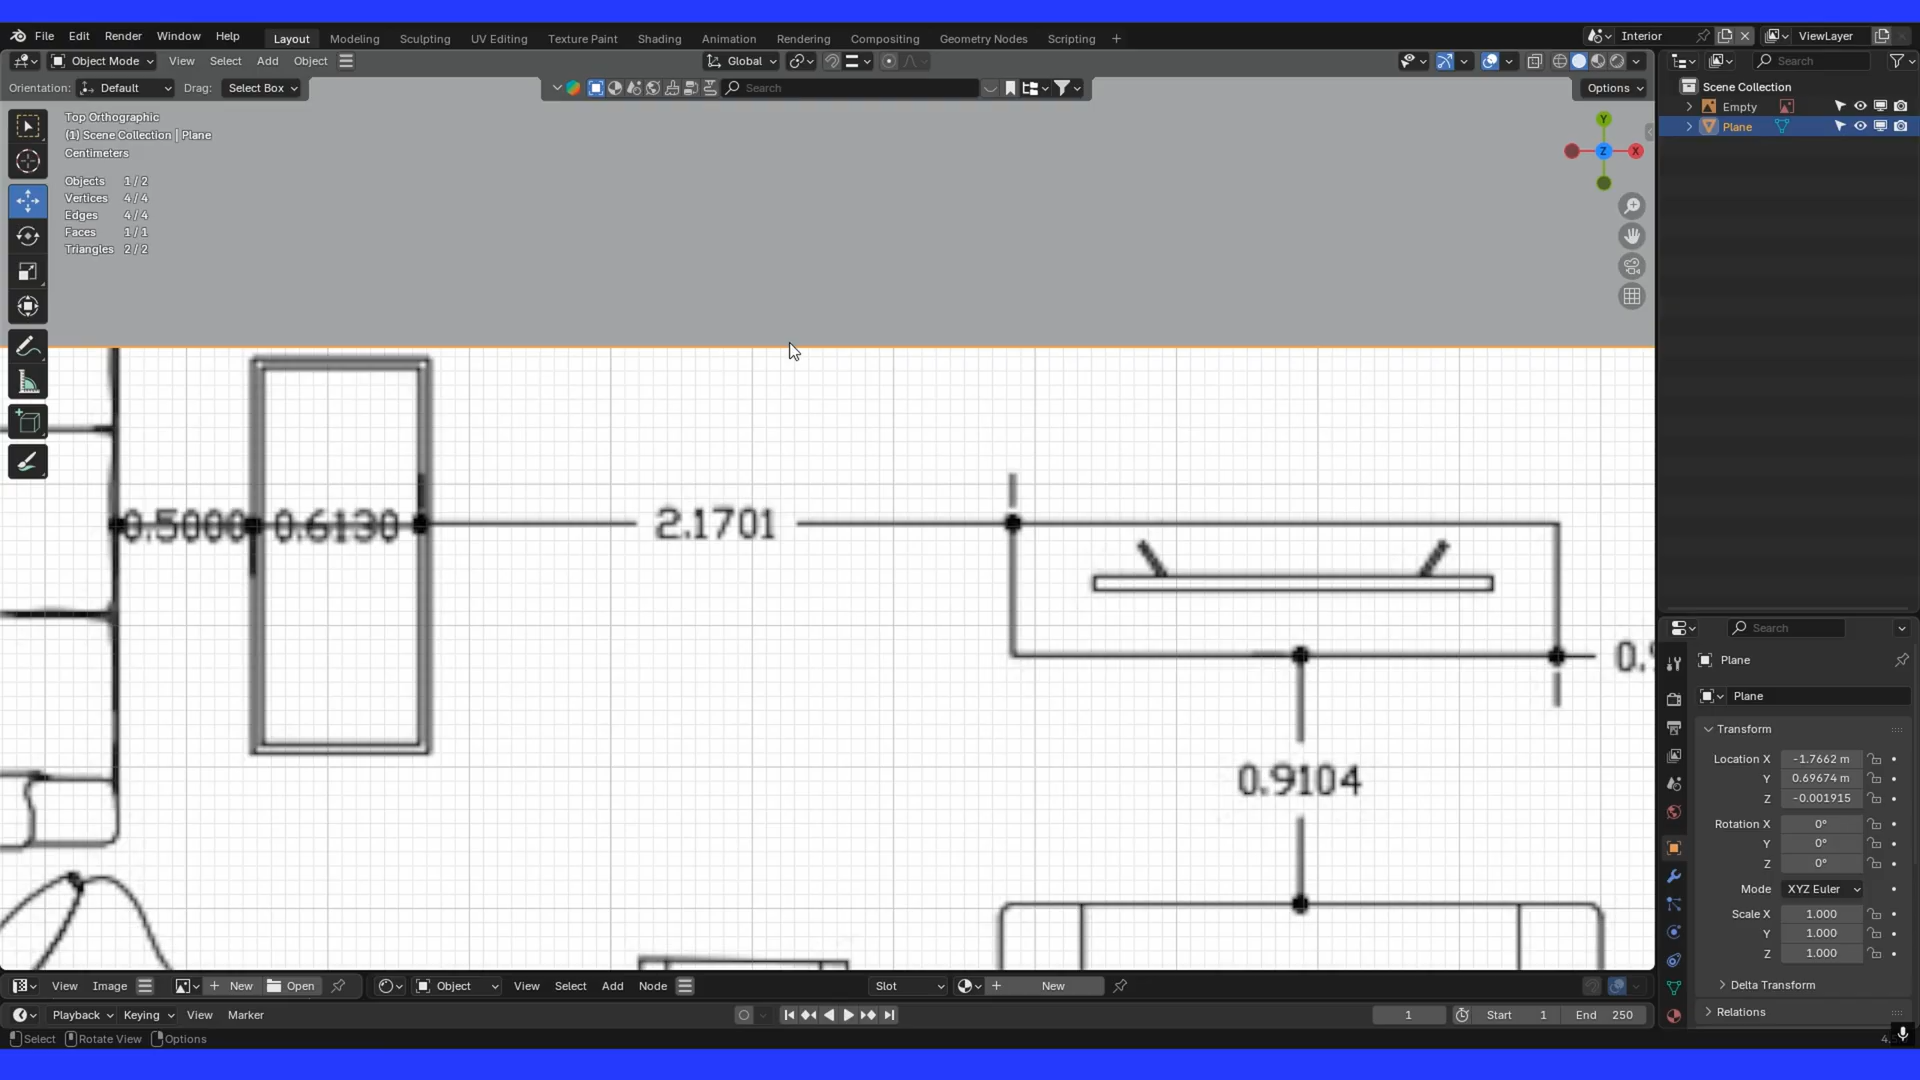 File Edit Render Window Help Layout Modeling Sculpting UV Editing Texture Paint Shading Animation Rendering Compositing Geometry Nodes Scripting + Interior ViewLayer
Object Mode View Select Add Object Global Search
Orientation: Default Drag: Select Box Search Options
Scene Collection
Empty
Plane
Top Orthographic
(1) Scene Collection | Plane
Centimeters
Objects 1 / 2
Vertices 4 / 4
Edges 4 / 4
Faces 1 / 1
Triangles 2 / 2
Y
Z X
0.5000 0.6130 2.1701
0.9104
Search
Plane
Plane
Transform
Location X -1.7662 m
Y 0.69674 m
Z -0.001915
Rotation X 0°
Y 0°
Z 0°
Mode XYZ Euler
Scale X 1.000
Y 1.000
Z 1.000
Delta Transform
Relations
View Image + New Open Object View Select Add Node Slot + New
Playback Keying View Marker 1 Start 1 End 250
Select Rotate View Options